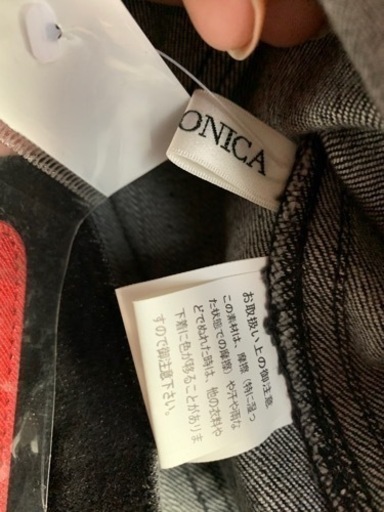 ONICA
お取扱い上の御注意
この素材は、摩擦（特に湿っ
た状態での摩擦）や汗や雨な
どでぬれた時は、他の衣料や
下着に色が移ることがありま
すので御注意下さい。